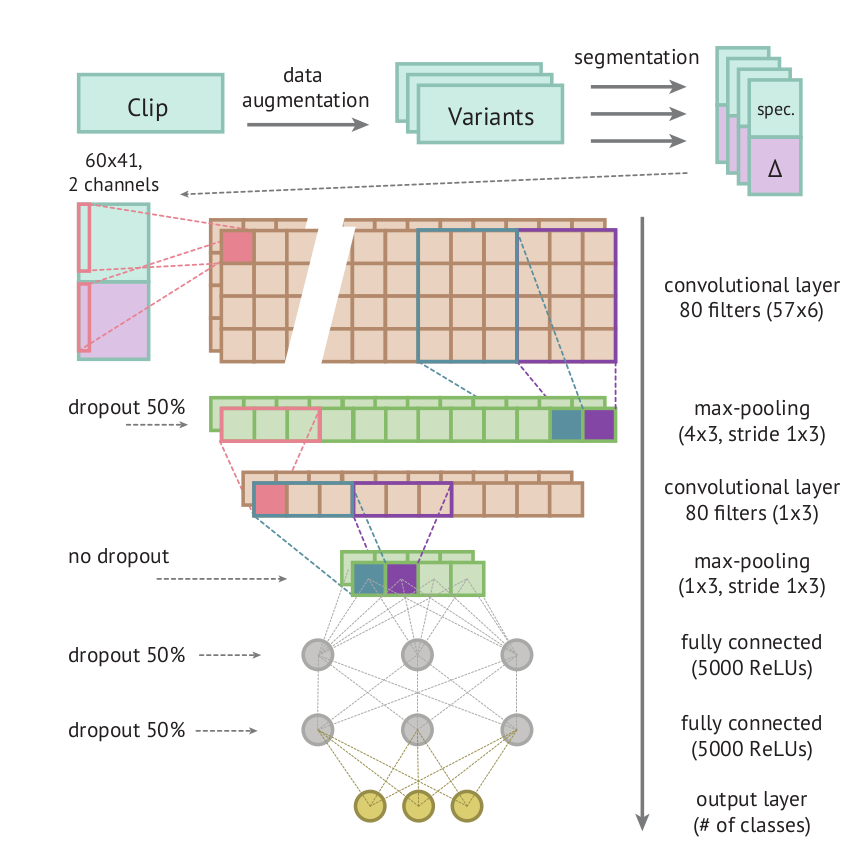 Clip
data
augmentation
Variants
segmentation
spec.
Δ
60x41,
2 channels
convolutional layer
80 filters (57x6)
dropout 50%
max-pooling
(4x3, stride 1x3)
convolutional layer
80 filters (1x3)
no dropout
max-pooling
(1x3, stride 1x3)
dropout 50%
fully connected
(5000 ReLUs)
dropout 50%
fully connected
(5000 ReLUs)
output layer
(# of classes)